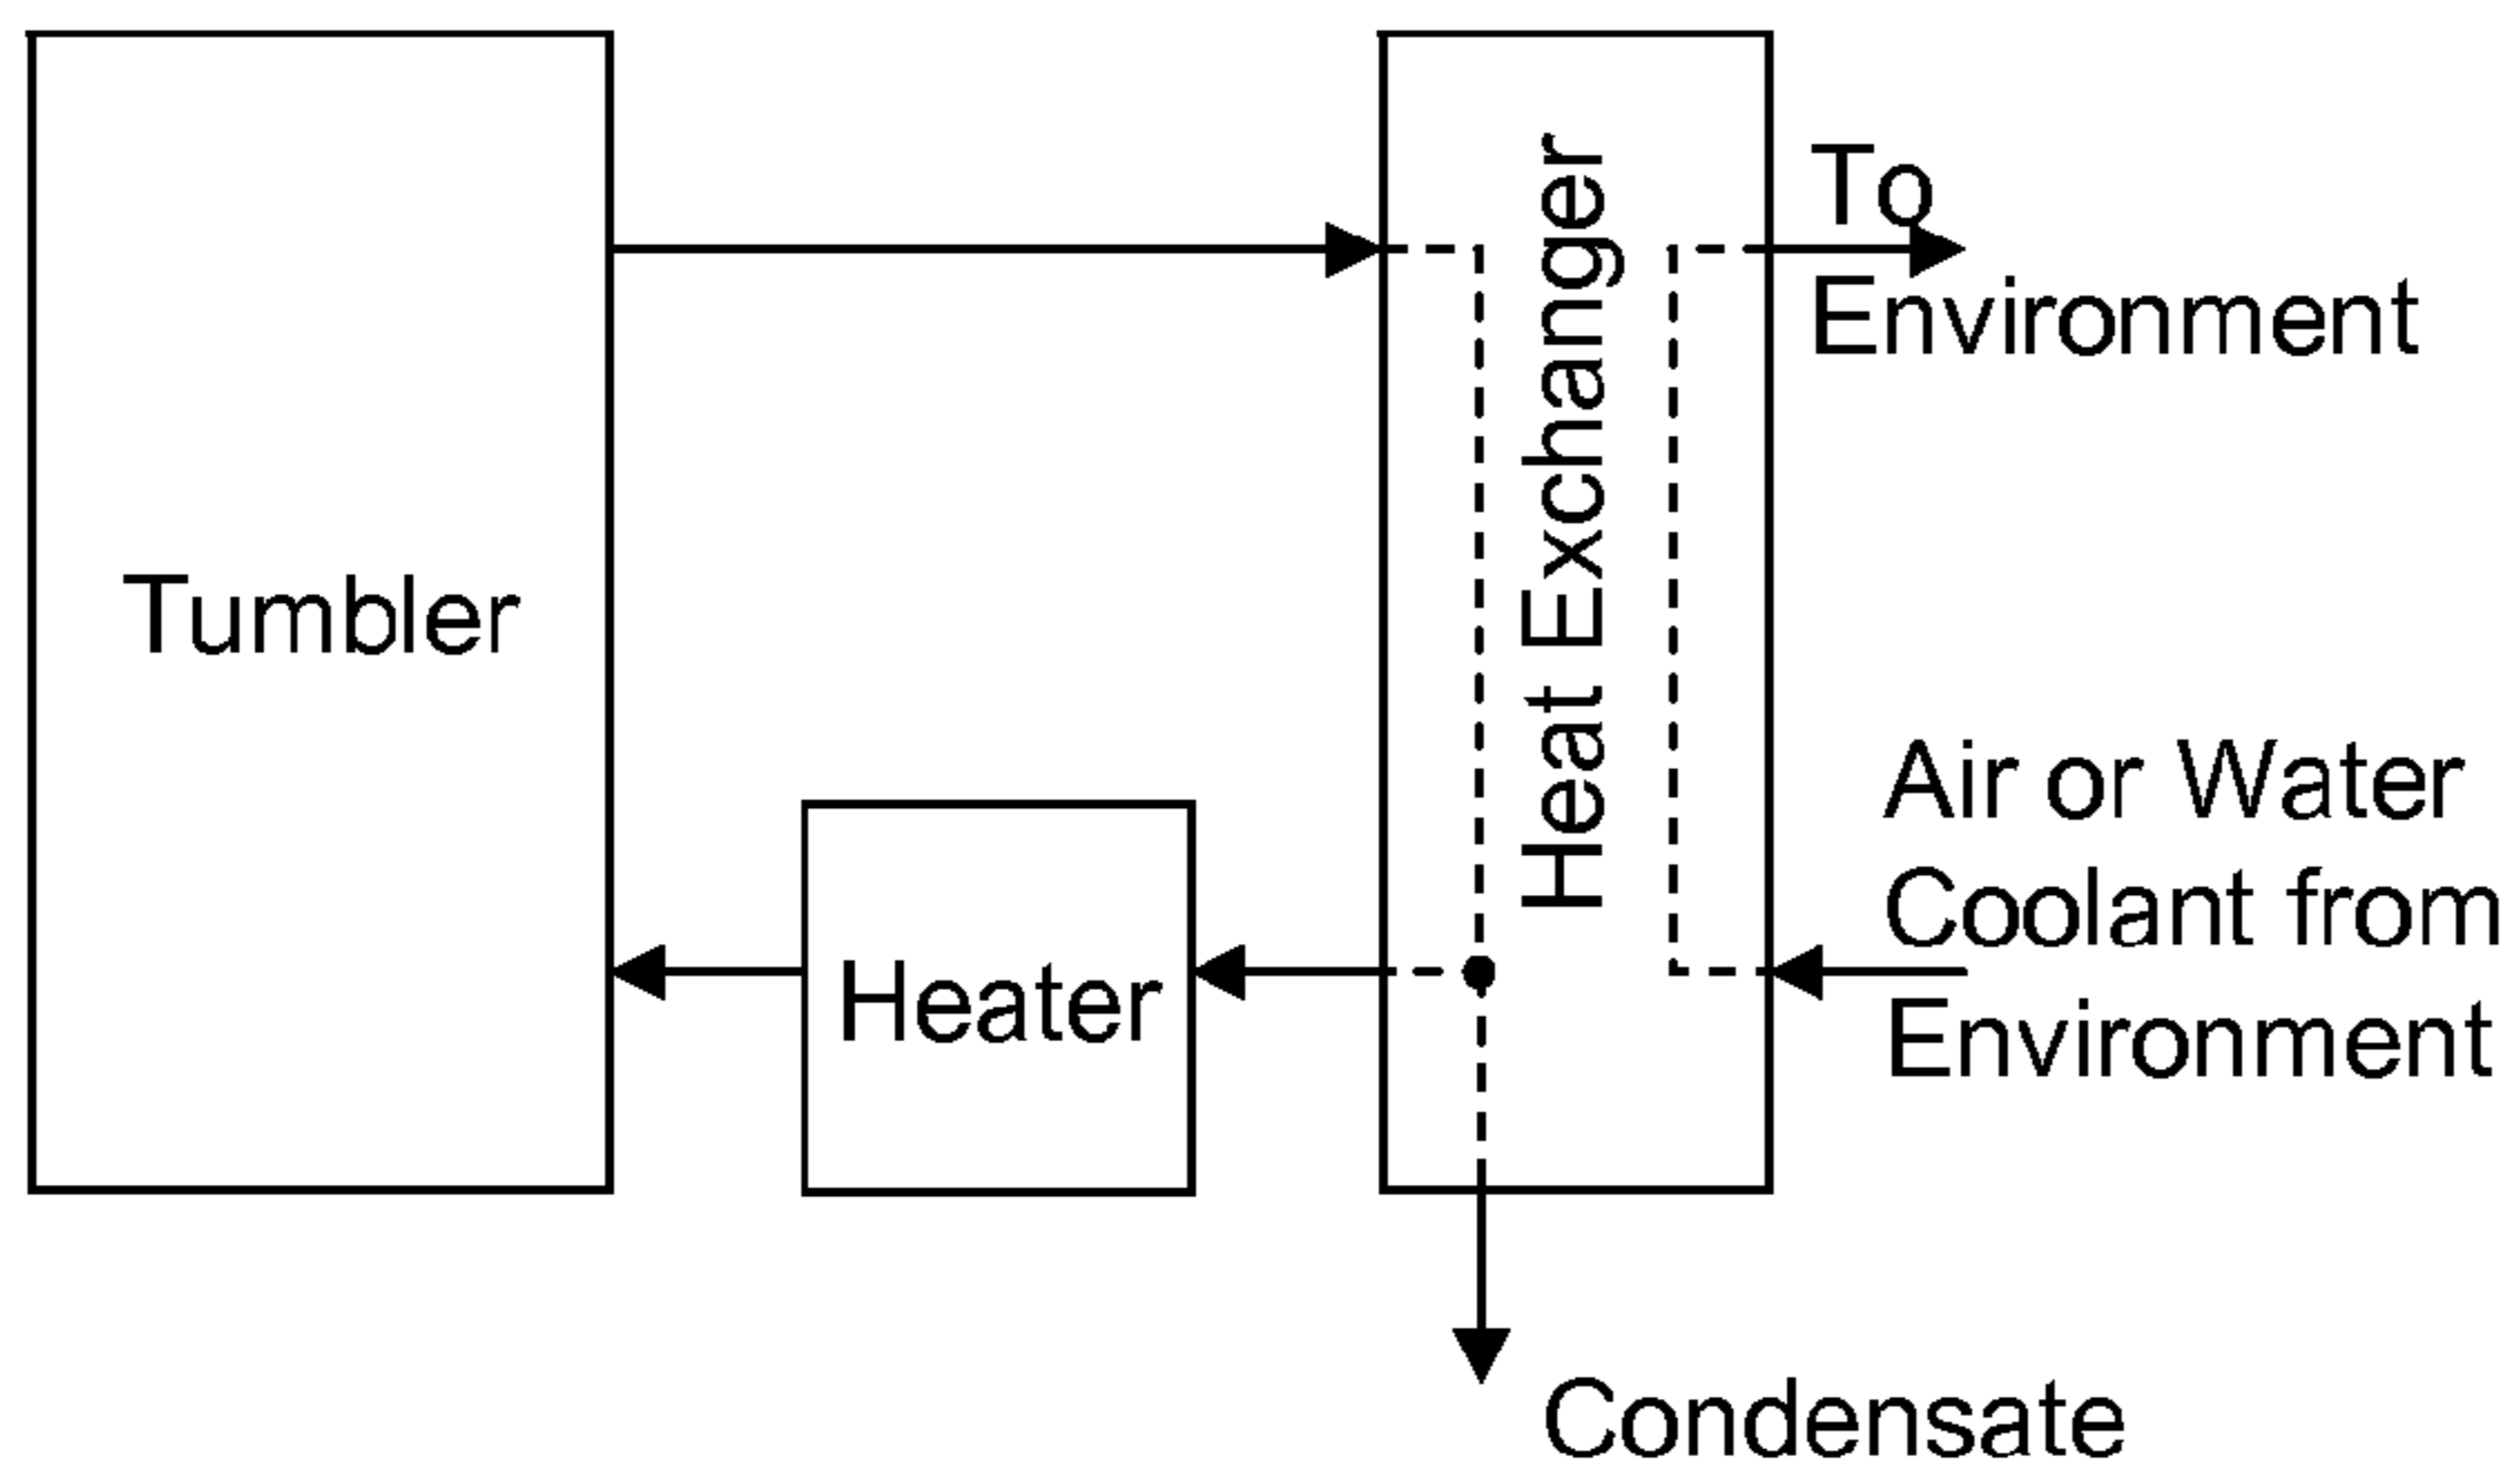 Tumbler
Heater
Heat Exchanger
To
Environment
Air or Water
Coolant from
Environment
Condensate